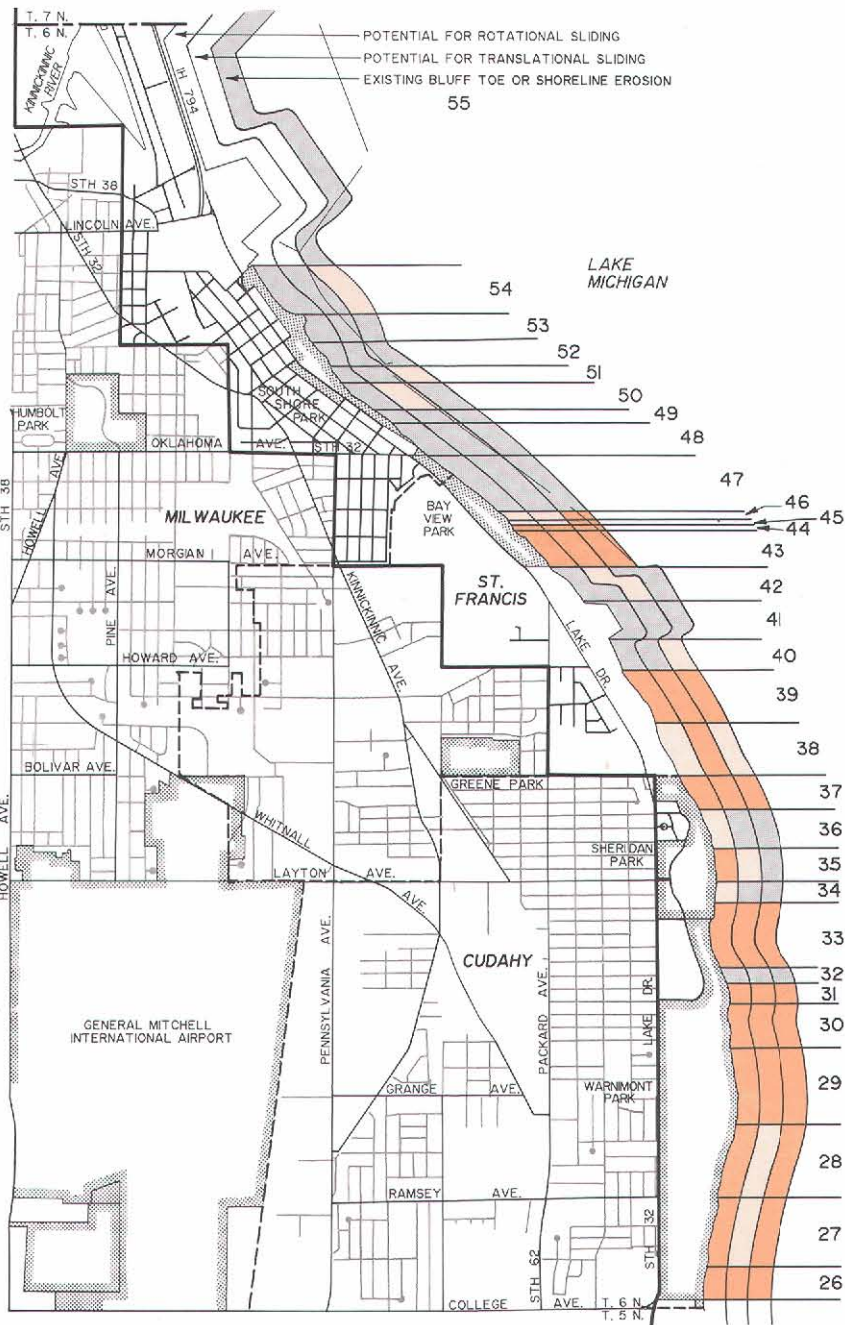 T. 7 N.
T. 6 N.
POTENTIAL FOR ROTATIONAL SLIDING
POTENTIAL FOR TRANSLATIONAL SLIDING
EXISTING BLUFF TOE OR SHORELINE EROSION
KINNICKINNIC
RIVER
IH 794
55
STH 38
LINCOLN AVE.
STH 32
LAKE
MICHIGAN
54
53
52
51
50
49
48
47
46
45
44
43
42
41
40
39
38
37
36
35
34
33
32
31
30
29
28
27
26
SOUTH
SHORE
PARK
HUMBOLT
PARK
OKLAHOMA AVE.
STH 32
STH 38
HOWELL AVE.
MILWAUKEE
BAY
VIEW
PARK
MORGAN AVE.
KINNICKINNIC AVE.
ST.
FRANCIS
LAKE DR.
PINE AVE.
HOWARD AVE.
BOLIVAR AVE.
GREENE PARK
WHITNALL AVE.
SHERIDAN
PARK
HOWELL AVE.
LAYTON AVE.
CUDAHY
PENNSYLVANIA AVE.
PACKARD AVE.
LAKE DR.
GENERAL MITCHELL
INTERNATIONAL AIRPORT
GRANGE AVE.
WARNIMONT
PARK
RAMSEY AVE.
STH 62
STH 32
COLLEGE AVE.
T. 6 N.
T. 5 N.